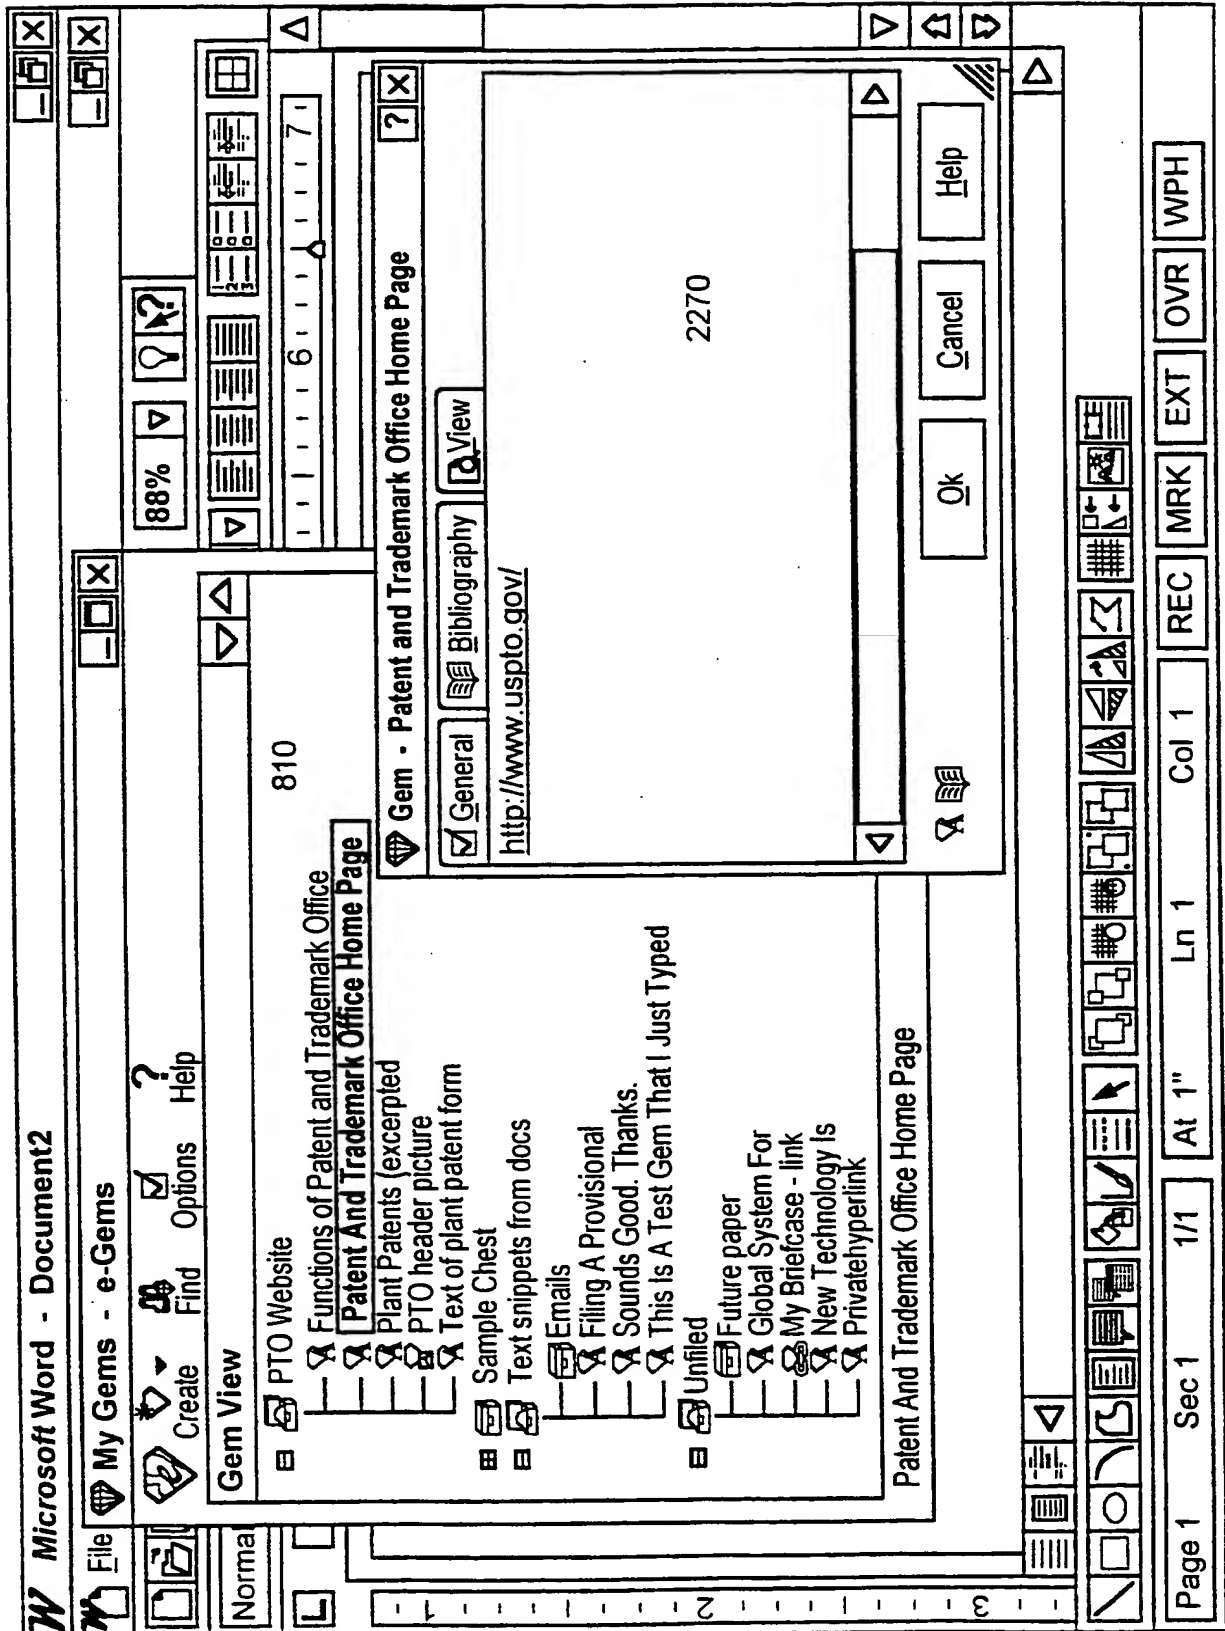 W Microsoft Word - Document2
My Gems - e-Gems
File
Create Find Options Help
88%
Gem View
Normal
6 7
810
PTO Website
Functions of Patent and Trademark Office
Patent And Trademark Office Home Page
Plant Patents (excerpted
PTO header picture
Text of plant patent form
Sample Chest
Text snippets from docs
Emails
Filing A Provisional
Sounds Good. Thanks.
This Is A Test Gem That I Just Typed
Unfiled
Future paper
Global System For
My Briefcase - link
New Technology Is
Privatehyperlink
Patent And Trademark Office Home Page
Gem - Patent and Trademark Office Home Page
General Bibliography View
http://www.uspto.gov/
2270
Ok Cancel Help
1
2
3
Page 1 Sec 1 1/1 At 1" Ln 1 Col 1 REC MRK EXT OVR WPH